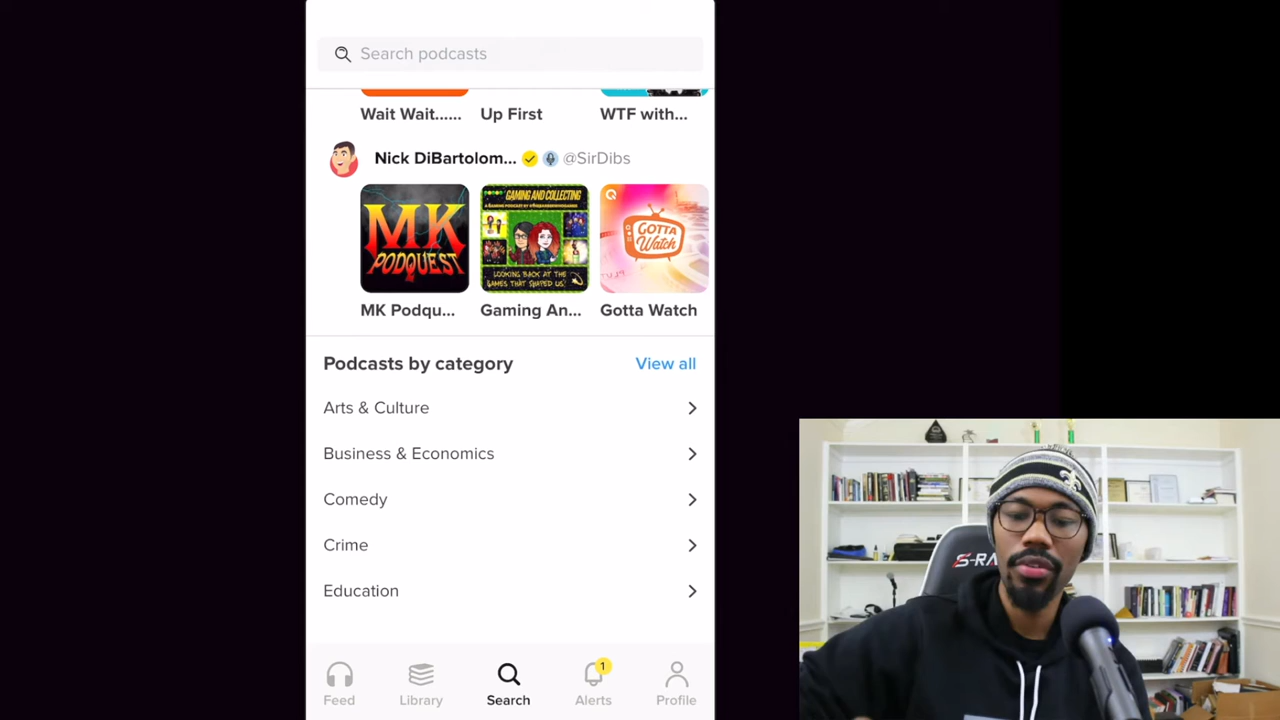 Search podcasts
Wait Wait...... Up First WTF with...
Nick DiBartolom... @SirDibs
MK PODQUEST
GAMING AND COLLECTING
LOOKING BACK AT THE
GAMES THAT SHAPED US!
GOTTA
Watch
MK Podqu... Gaming An... Gotta Watch
Podcasts by category View all
Arts & Culture
Business & Economics
Comedy
Crime
Education
1
Feed Library Search Alerts Profile
S-RA